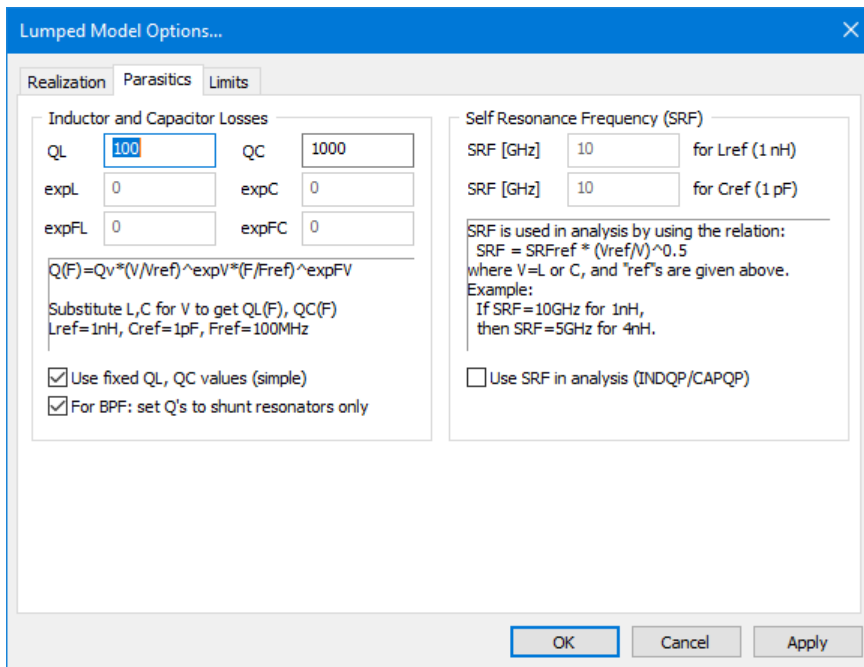 Lumped Model Options...
Realization Parasitics Limits
Inductor and Capacitor Losses
QL 100 QC 1000
expL 0 expC 0
expFL 0 expFC 0
Q(F)=Qv*(V/Vref)^expV*(F/Fref)^expFV
Substitute L,C for V to get QL(F), QC(F)
Lref=1nH, Cref=1pF, Fref=100MHz
Use fixed QL, QC values (simple)
For BPF: set Q's to shunt resonators only
Self Resonance Frequency (SRF)
SRF [GHz] 10 for Lref (1 nH)
SRF [GHz] 10 for Cref (1 pF)
SRF is used in analysis by using the relation:
SRF = SRFref * (Vref/V)^0.5
where V=L or C, and "ref"s are given above.
Example:
If SRF=10GHz for 1nH,
then SRF=5GHz for 4nH.
Use SRF in analysis (INDQP/CAPQP)
OK Cancel Apply